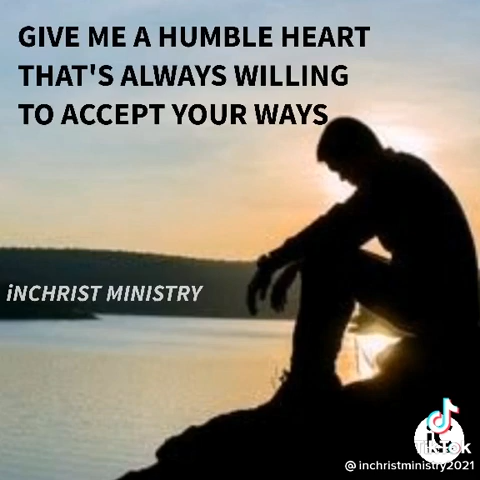 GIVE ME A HUMBLE HEART
THAT'S ALWAYS WILLING
TO ACCEPT YOUR WAYS
iNCHRIST MINISTRY
TikTok
@ inchristministry2021